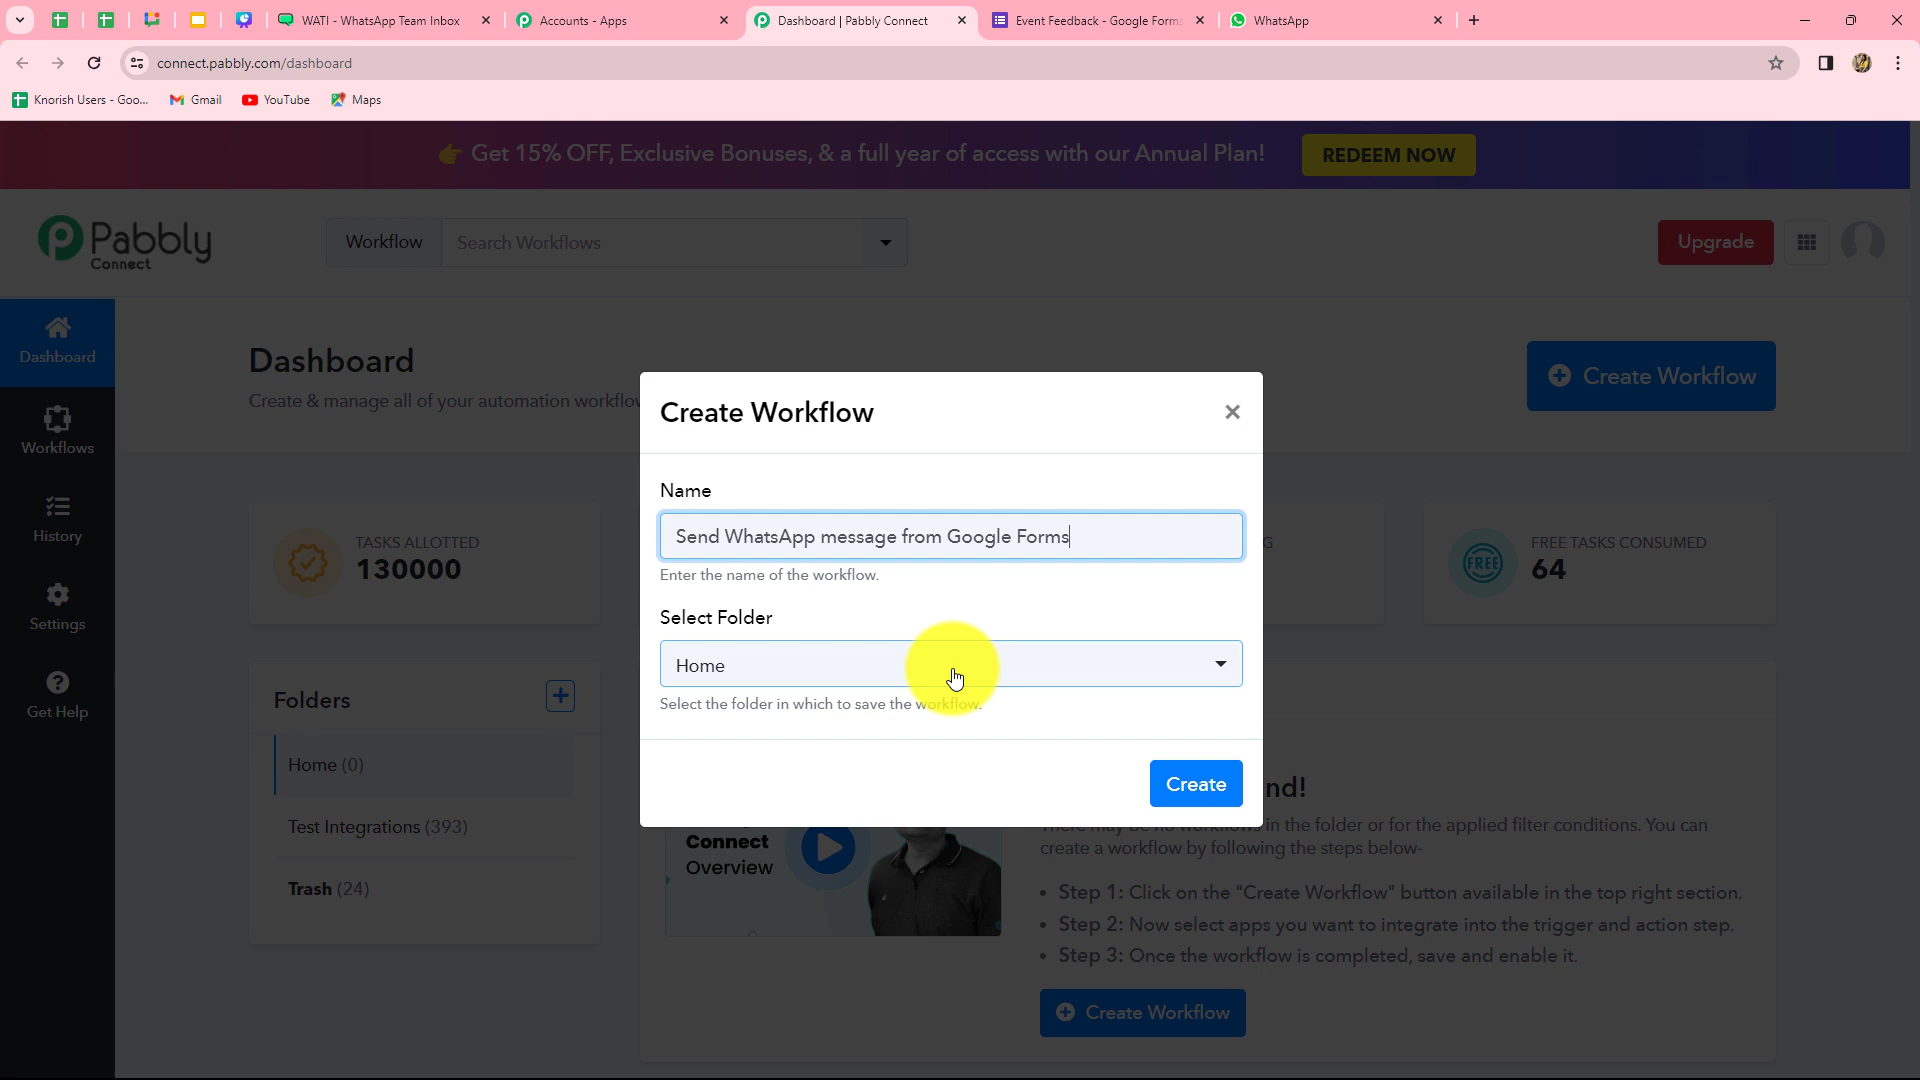 WATI - WhatsApp Team Inbox
Accounts - Apps
Dashboard | Pabbly Connect
Event Feedback - Google Forms
WhatsApp
connect.pabbly.com/dashboard
Knorish Users - Goo...
Gmail
YouTube
Maps
Get 15% OFF, Exclusive Bonuses, & a full year of access with our Annual Plan!
REDEEM NOW
Pabbly
Connect
Workflow
Search Workflows
Upgrade
Dashboard
Workflows
History
Settings
Get Help
Dashboard
Create & manage all of your automation
Create Workflow
TASKS ALLOTTED
130000
G
FREE
FREE TASKS CONSUMED
64
Folders
Home (0)
Test Integrations (393)
Trash (24)
Create Workflow
Name
Send WhatsApp message from Google Forms
Enter the name of the workflow.
Select Folder
Home
Select the folder in which to save the workflow.
Create
Connect
Overview
nd!
There may be no workflows in the folder or for the applied filter conditions. You can
create a workflow by following the steps below-
• Step 1: Click on the "Create Workflow" button available in the top right section.
• Step 2: Now select apps you want to integrate into the trigger and action step.
• Step 3: Once the workflow is completed, save and enable it.
Create Workflow